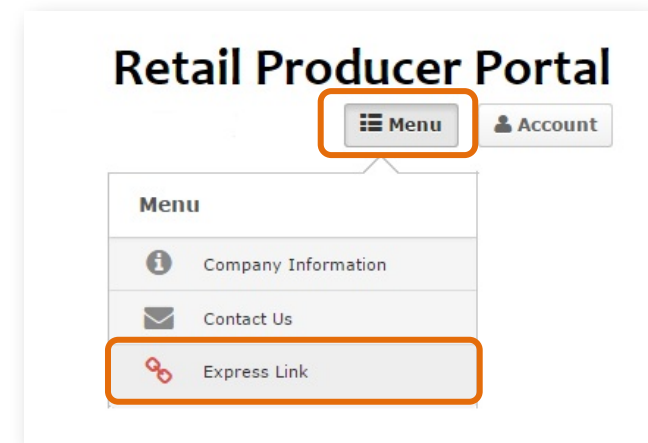 Retail Producer Portal
Menu Account
Menu
Company Information
Contact Us
Express Link